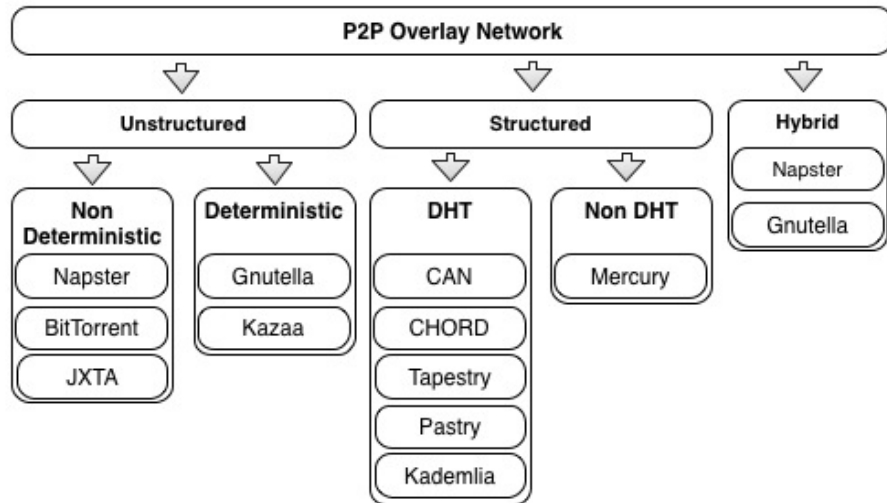 P2P Overlay Network
Unstructured
Structured
Hybrid
Napster
Gnutella
Non
Deterministic
Napster
BitTorrent
JXTA
Deterministic
Gnutella
Kazaa
DHT
CAN
CHORD
Tapestry
Pastry
Kademlia
Non DHT
Mercury